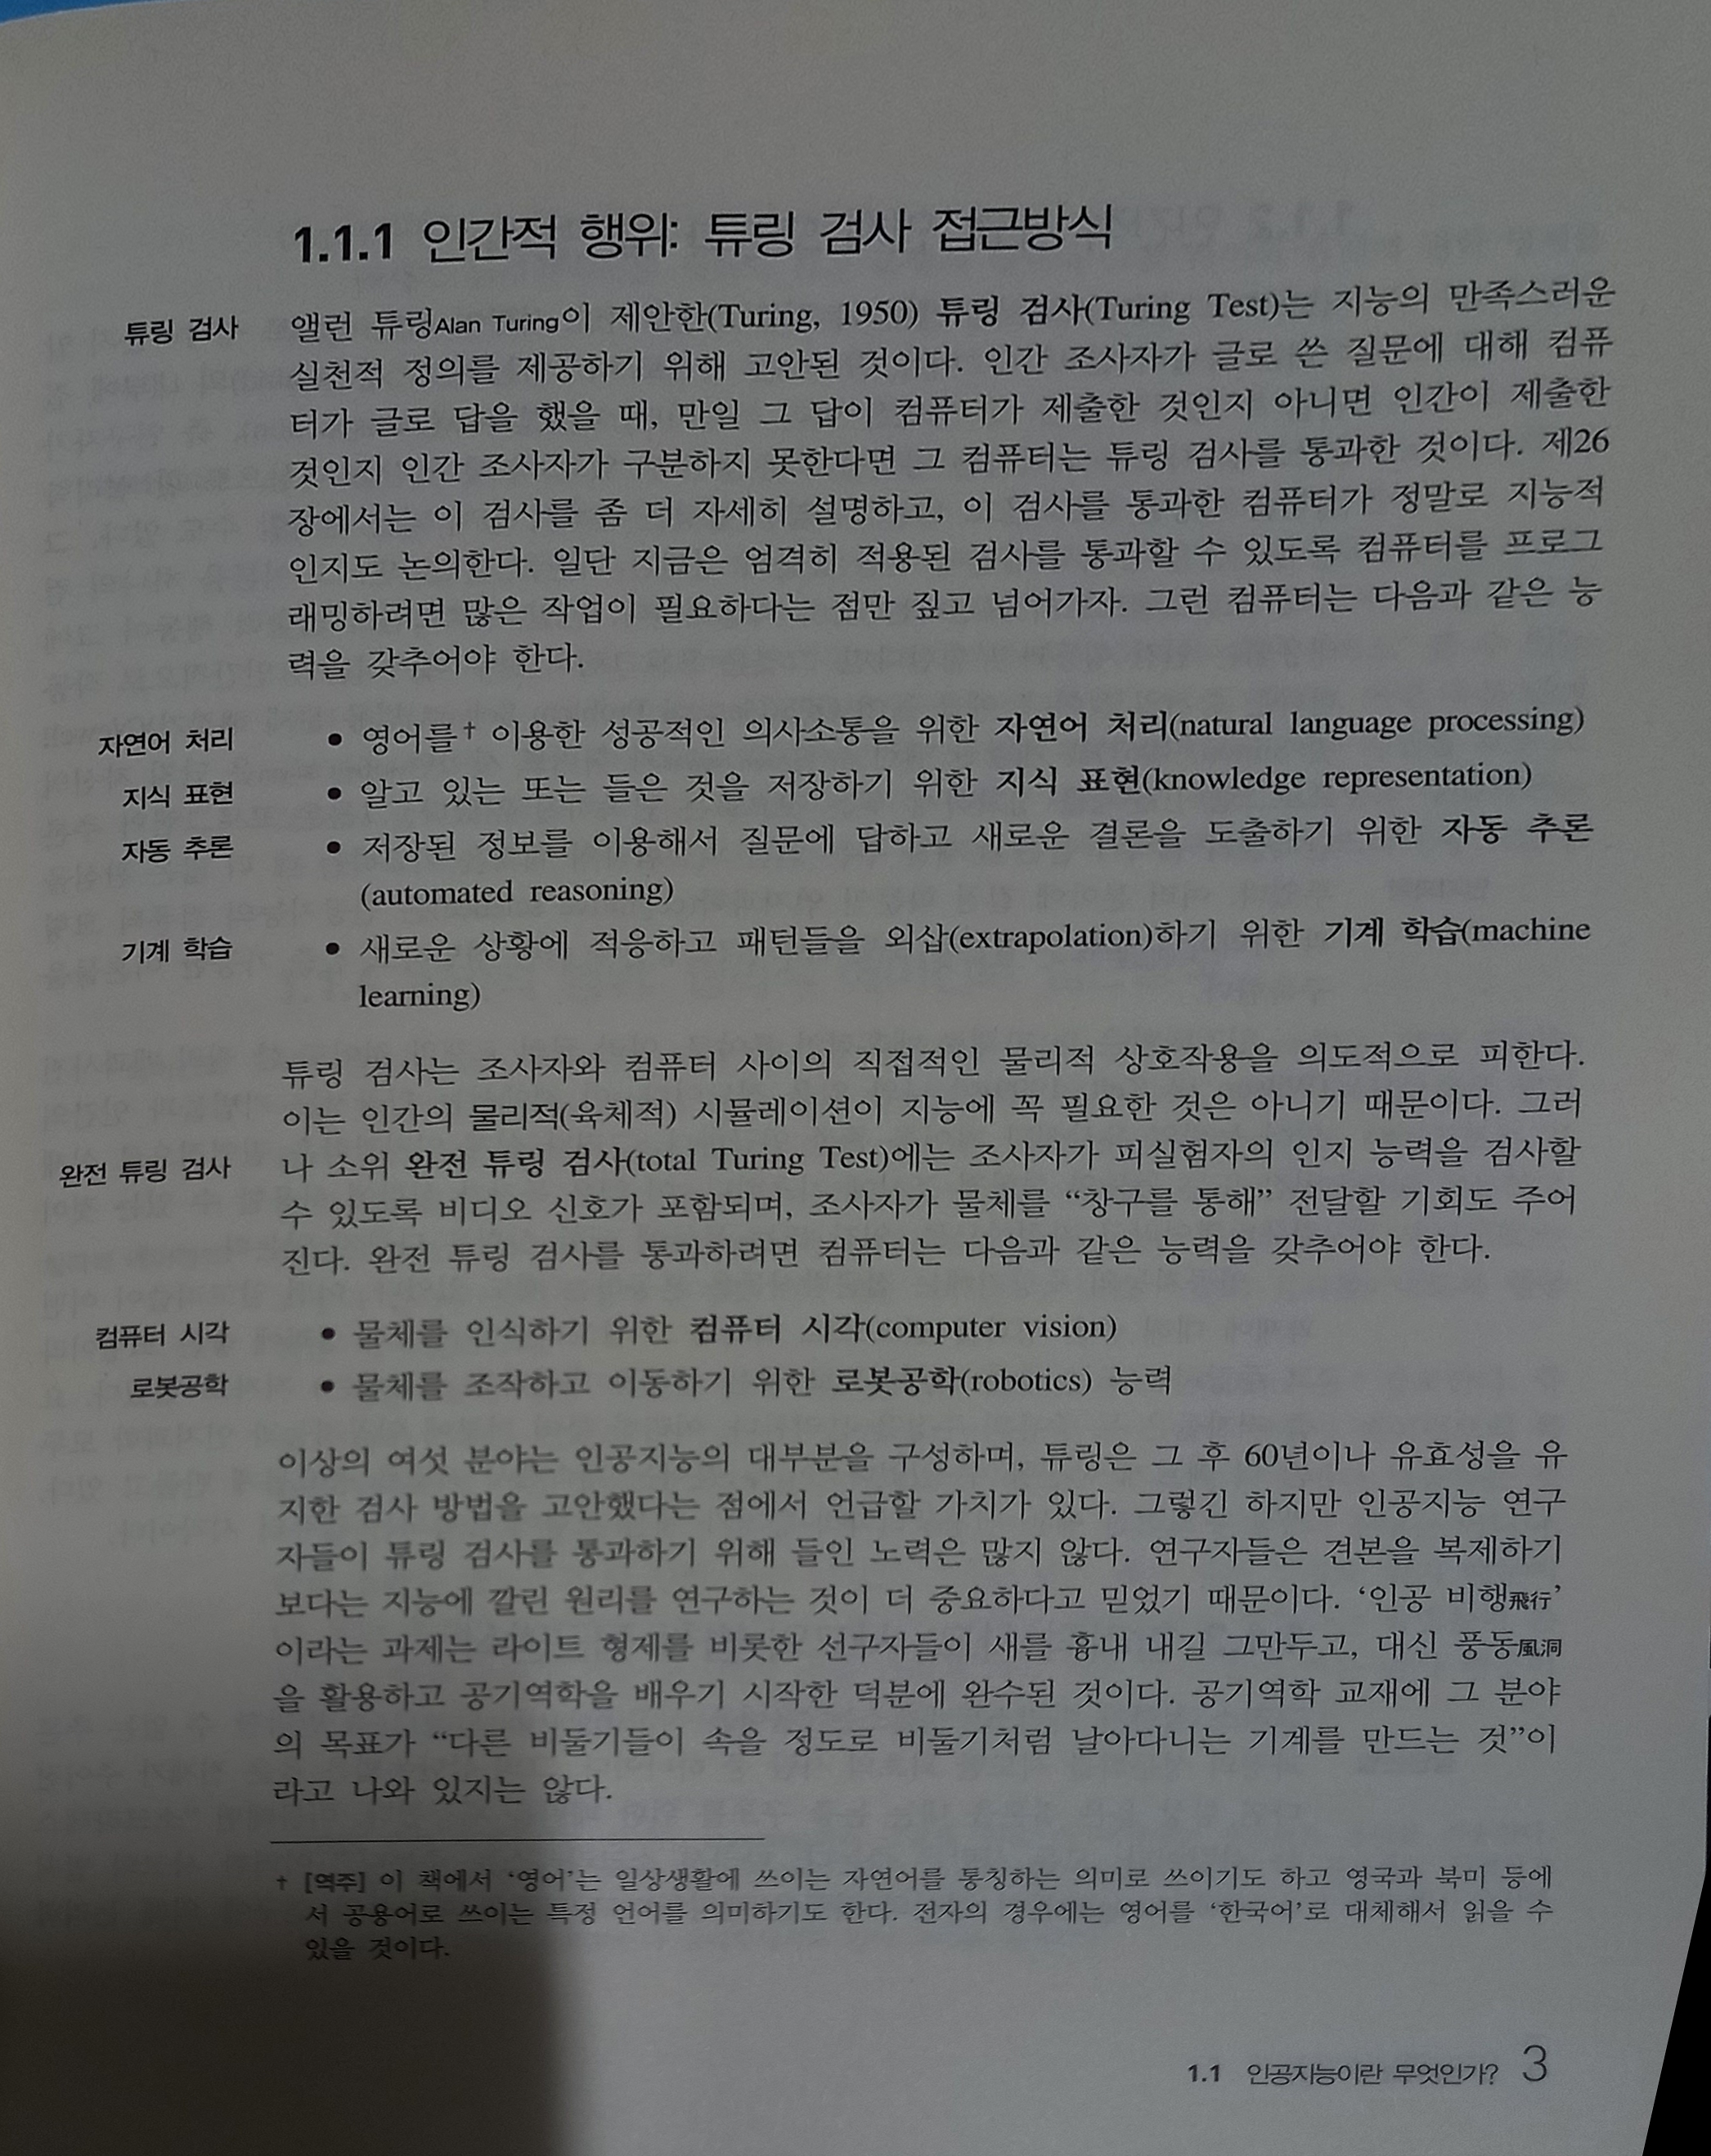 1.1.1 인간적 행위: 튜링 검사 접근방식
튜링 검사
앨런 튜링Alan Turing이 제안한(Turing, 1950) 튜링 검사(Turing Test)는 지능의 만족스러운
실천적 정의를 제공하기 위해 고안된 것이다. 인간 조사자가 글로 쓴 질문에 대해 컴퓨
터가 글로 답을 했을 때, 만일 그 답이 컴퓨터가 제출한 것인지 아니면 인간이 제출한
것인지 인간 조사자가 구분하지 못한다면 그 컴퓨터는 튜링 검사를 통과한 것이다. 제26
장에서는 이 검사를 좀 더 자세히 설명하고, 이 검사를 통과한 컴퓨터가 정말로 지능적
인지도 논의한다. 일단 지금은 엄격히 적용된 검사를 통과할 수 있도록 컴퓨터를 프로그
래밍하려면 많은 작업이 필요하다는 점만 짚고 넘어가자. 그런 컴퓨터는 다음과 같은 능
력을 갖추어야 한다.
자연어 처리
• 영어를† 이용한 성공적인 의사소통을 위한 자연어 처리(natural language processing)
지식 표현
• 알고 있는 또는 들은 것을 저장하기 위한 지식 표현(knowledge representation)
자동 추론
• 저장된 정보를 이용해서 질문에 답하고 새로운 결론을 도출하기 위한 자동 추론
(automated reasoning)
기계 학습
• 새로운 상황에 적응하고 패턴들을 외삽(extrapolation)하기 위한 기계 학습(machine
learning)
튜링 검사는 조사자와 컴퓨터 사이의 직접적인 물리적 상호작용을 의도적으로 피한다.
이는 인간의 물리적(육체적) 시뮬레이션이 지능에 꼭 필요한 것은 아니기 때문이다. 그러
완전 튜링 검사
나 소위 완전 튜링 검사(total Turing Test)에는 조사자가 피실험자의 인지 능력을 검사할
수 있도록 비디오 신호가 포함되며, 조사자가 물체를 “창구를 통해” 전달할 기회도 주어
진다. 완전 튜링 검사를 통과하려면 컴퓨터는 다음과 같은 능력을 갖추어야 한다.
컴퓨터 시각
• 물체를 인식하기 위한 컴퓨터 시각(computer vision)
로봇공학
• 물체를 조작하고 이동하기 위한 로봇공학(robotics) 능력
이상의 여섯 분야는 인공지능의 대부분을 구성하며, 튜링은 그 후 60년이나 유효성을 유
지한 검사 방법을 고안했다는 점에서 언급할 가치가 있다. 그렇긴 하지만 인공지능 연구
자들이 튜링 검사를 통과하기 위해 들인 노력은 많지 않다. 연구자들은 견본을 복제하기
보다는 지능에 깔린 원리를 연구하는 것이 더 중요하다고 믿었기 때문이다. ‘인공 비행飛行’
이라는 과제는 라이트 형제를 비롯한 선구자들이 새를 흉내 내길 그만두고, 대신 풍동風洞
을 활용하고 공기역학을 배우기 시작한 덕분에 완수된 것이다. 공기역학 교재에 그 분야
의 목표가 “다른 비둘기들이 속을 정도로 비둘기처럼 날아다니는 기계를 만드는 것”이
라고 나와 있지는 않다.
† [역주] 이 책에서 ‘영어’는 일상생활에 쓰이는 자연어를 통칭하는 의미로 쓰이기도 하고 영국과 북미 등에
서 공용어로 쓰이는 특정 언어를 의미하기도 한다. 전자의 경우에는 영어를 ‘한국어’로 대체해서 읽을 수
있을 것이다.
1.1 인공지능이란 무엇인가? 3